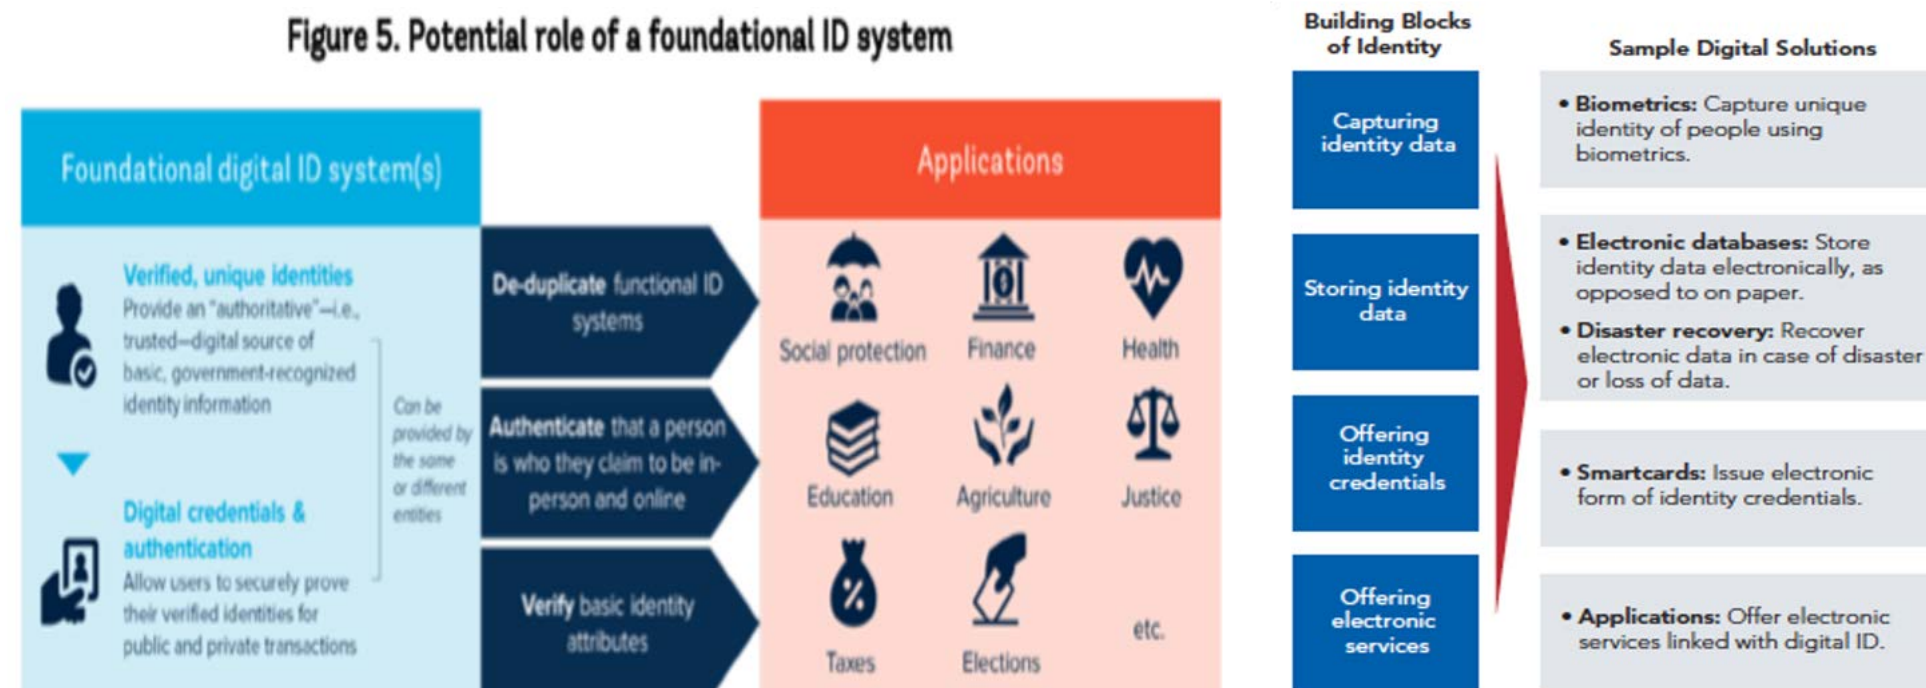 Figure 5. Potential role of a foundational ID system
Foundational digital ID system(s)
Verified, unique identities
Provide an "authoritative"—i.e.,
trusted—digital source of
basic, government-recognized
identity information
Can be
provided by
the same
or different
entities
Digital credentials &
authentication
Allow users to securely prove
their verified identities for
public and private transactions
De-duplicate functional ID
systems
Authenticate that a person
is who they claim to be in-
person and online
Verify basic identity
attributes
Applications
Social protection
Finance
Health
Education
Agriculture
Justice
Taxes
Elections
etc.
Building Blocks
of Identity
Capturing
identity data
Storing identity
data
Offering
identity
credentials
Offering
electronic
services
Sample Digital Solutions
• Biometrics: Capture unique
identity of people using
biometrics.
• Electronic databases: Store
identity data electronically, as
opposed to on paper.
• Disaster recovery: Recover
electronic data in case of disaster
or loss of data.
• Smartcards: Issue electronic
form of identity credentials.
• Applications: Offer electronic
services linked with digital ID.